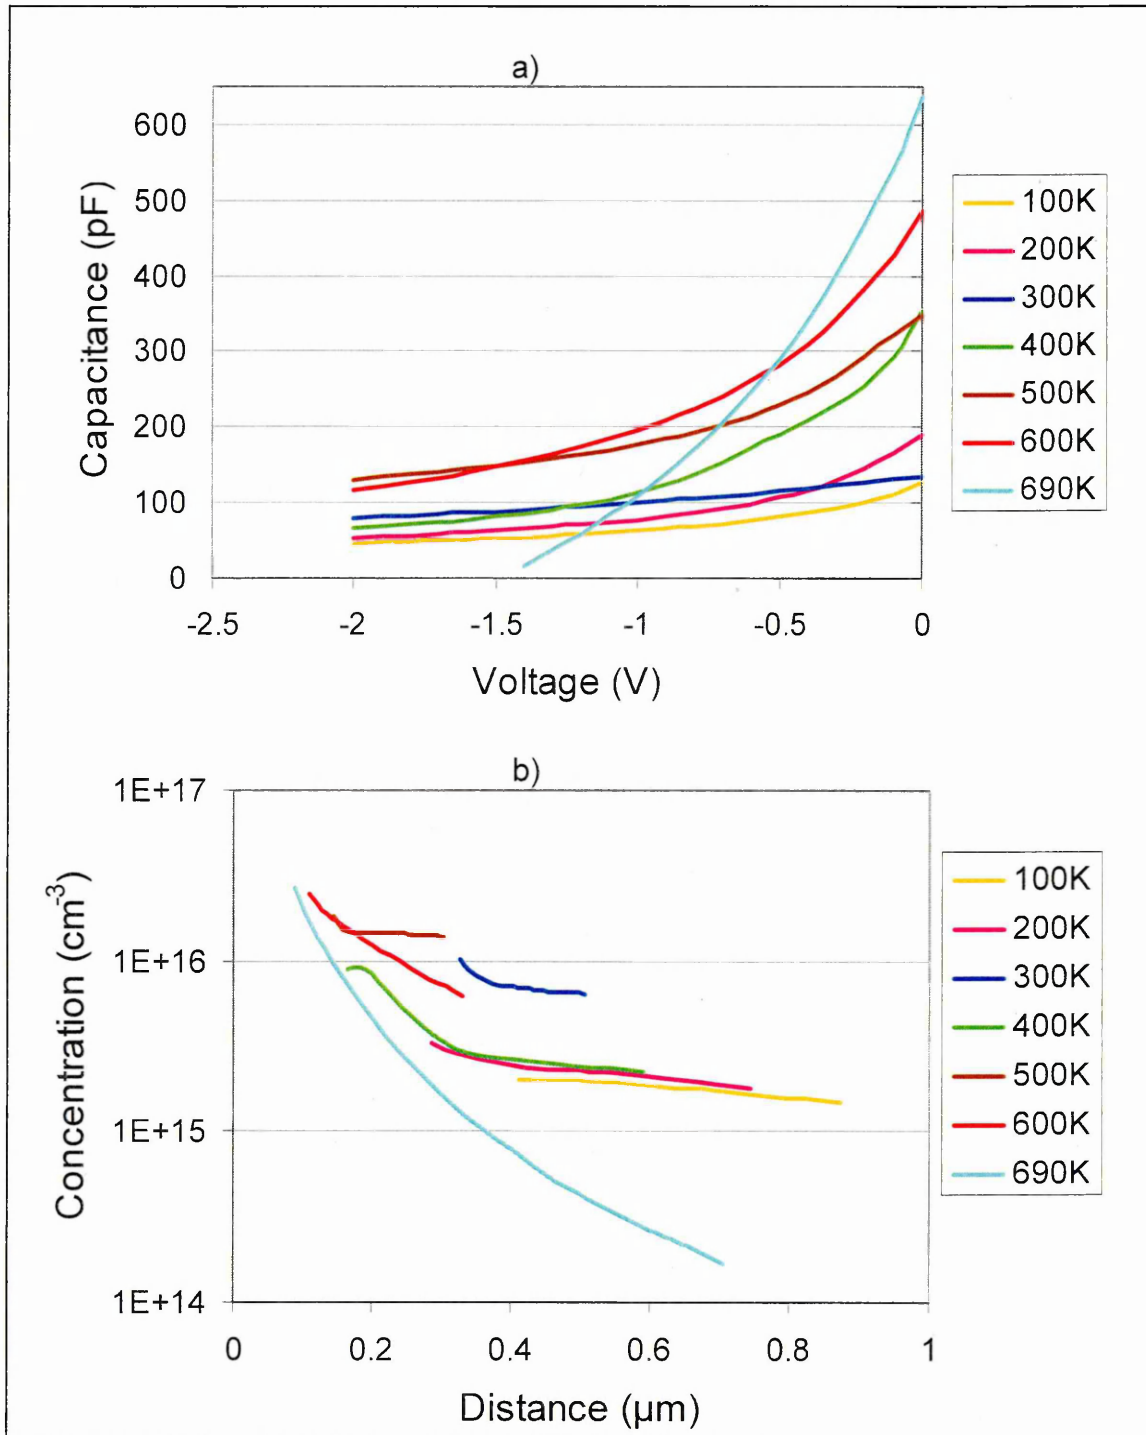 a)
600
500
400
300
200
100
0
-2.5 -2 -1.5 -1 -0.5 0
Capacitance (pF)
Voltage (V)
100K
200K
300K
400K
500K
600K
690K
b)
1E+17
1E+16
1E+15
1E+14
0 0.2 0.4 0.6 0.8 1
Concentration (cm⁻³)
Distance (μm)
100K
200K
300K
400K
500K
600K
690K